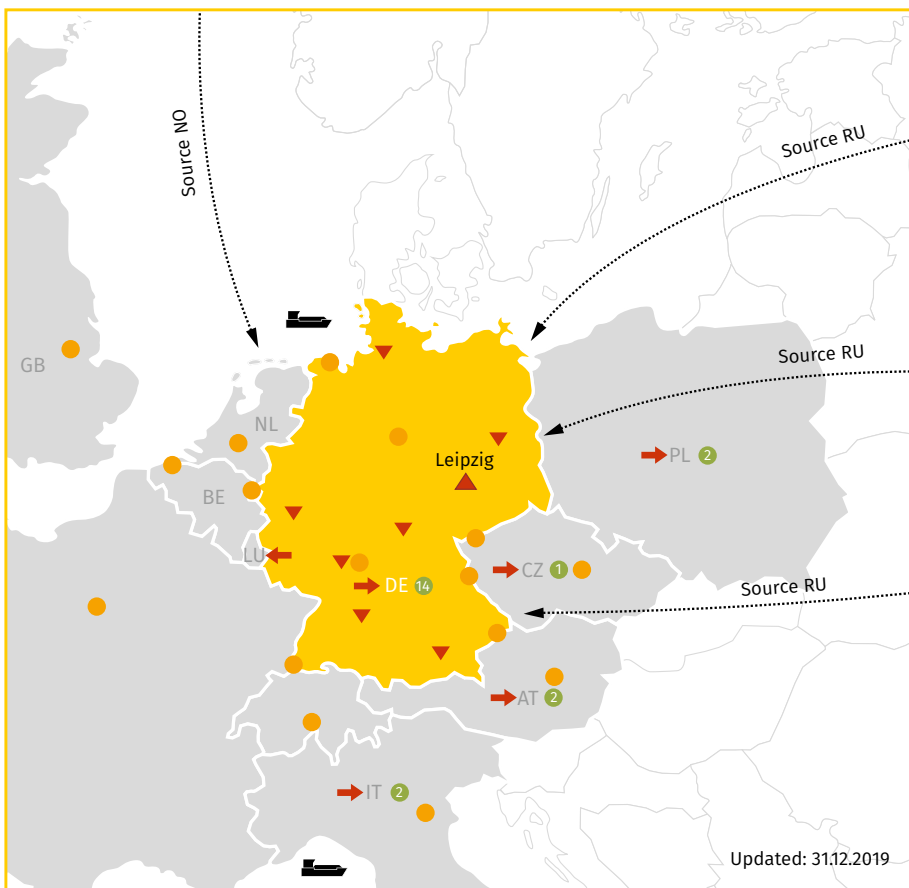 Source NO
Source RU
Source RU
GB
NL
Leipzig
PL 2
BE
LU
CZ 1
DE 14
Source RU
AT 2
IT 2
Updated: 31.12.2019